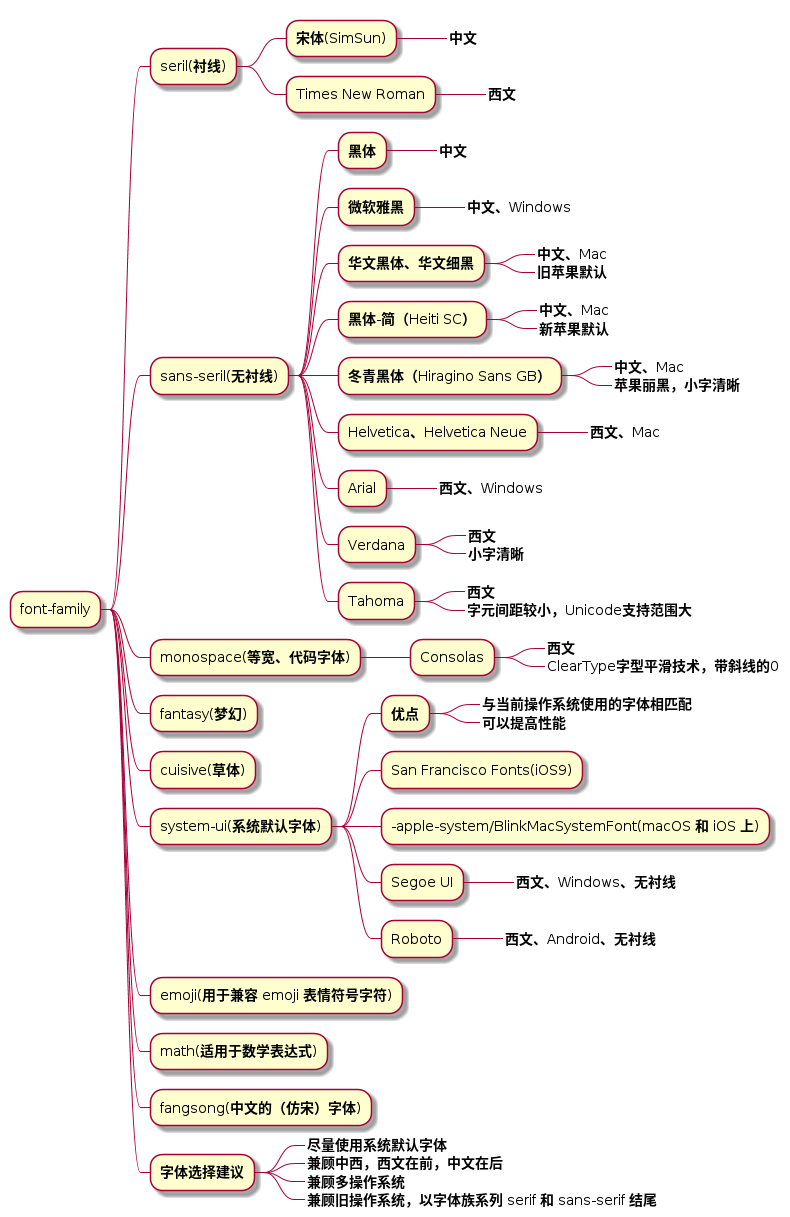 font-family
seril(衬线)
宋体(SimSun)
中文
Times New Roman
西文
sans-seril(无衬线)
黑体
中文
微软雅黑
中文、Windows
华文黑体、华文细黑
中文、Mac
旧苹果默认
黑体-简（Heiti SC）
中文、Mac
新苹果默认
冬青黑体（Hiragino Sans GB）
中文、Mac
苹果丽黑，小字清晰
Helvetica、Helvetica Neue
西文、Mac
Arial
西文、Windows
Verdana
西文
小字清晰
Tahoma
西文
字元间距较小，Unicode支持范围大
monospace(等宽、代码字体)
Consolas
西文
ClearType字型平滑技术，带斜线的0
fantasy(梦幻)
cuisive(草体)
system-ui(系统默认字体)
优点
与当前操作系统使用的字体相匹配
可以提高性能
San Francisco Fonts(iOS9)
-apple-system/BlinkMacSystemFont(macOS 和 iOS 上)
Segoe UI
西文、Windows、无衬线
Roboto
西文、Android、无衬线
emoji(用于兼容 emoji 表情符号字符)
math(适用于数学表达式)
fangsong(中文的（仿宋）字体)
字体选择建议
尽量使用系统默认字体
兼顾中西，西文在前，中文在后
兼顾多操作系统
兼顾旧操作系统，以字体族系列 serif 和 sans-serif 结尾